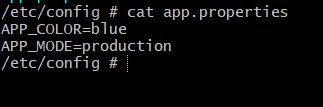 /etc/config # cat app.properties
APP_COLOR=blue
APP_MODE=production
/etc/config #